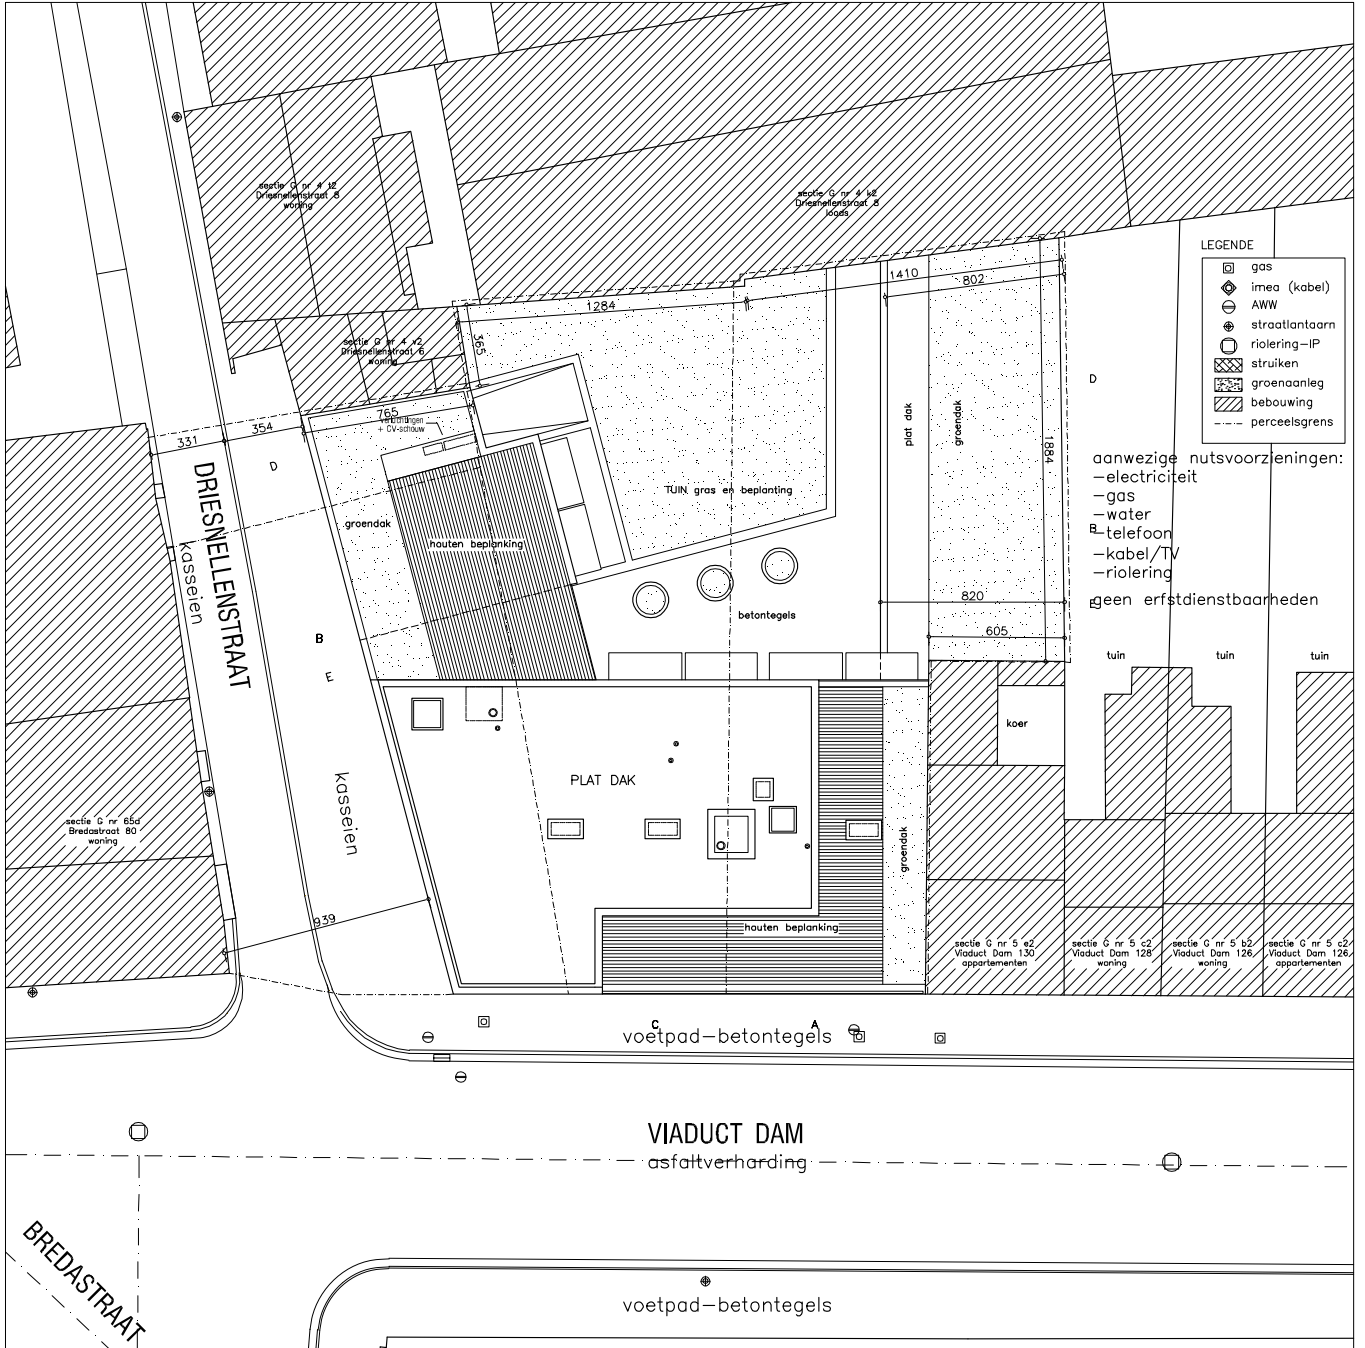 sectie G nr 4 t2
Driesnellenstraat 8
woning
sectie G nr 4 k2
Driesnellenstraat 8
loods
LEGENDE
gas
imea (kabel)
AWW
straatlantaarn
riolering-IP
struiken
groenaanleg
bebouwing
perceelsgrens
1410
802
1284
365
sectie G nr 4 v2
Driesnellenstraat 6
woning
765
+ CV-schouw
354
331
D
D
plat dak
groendak
1884
aanwezige nutsvoorzieningen:
-electriciteit
-gas
-water
-telefoon
-kabel/TV
-riolering
geen erfstdienstbaarheden
B
E
DRIESNELLENSTRAAT
kasseien
groendak
houten beplanking
TUIN gras en beplanting
betontegels
820
605
B
E
tuin
tuin
tuin
koer
kasseien
PLAT DAK
groendak
sectie G nr 65d
Bredastraat 80
woning
939
houten beplanking
sectie G nr 5 e2
Viaduct Dam 130
appartementen
sectie G nr 5 c2
Viaduct Dam 128
woning
sectie G nr 5 b2
Viaduct Dam 126
woning
sectie G nr 5 c2
Viaduct Dam 126
appartementen
C
A
voetpad-betontegels
VIADUCT DAM
asfaltverharding
BREDASTRAAT
voetpad-betontegels